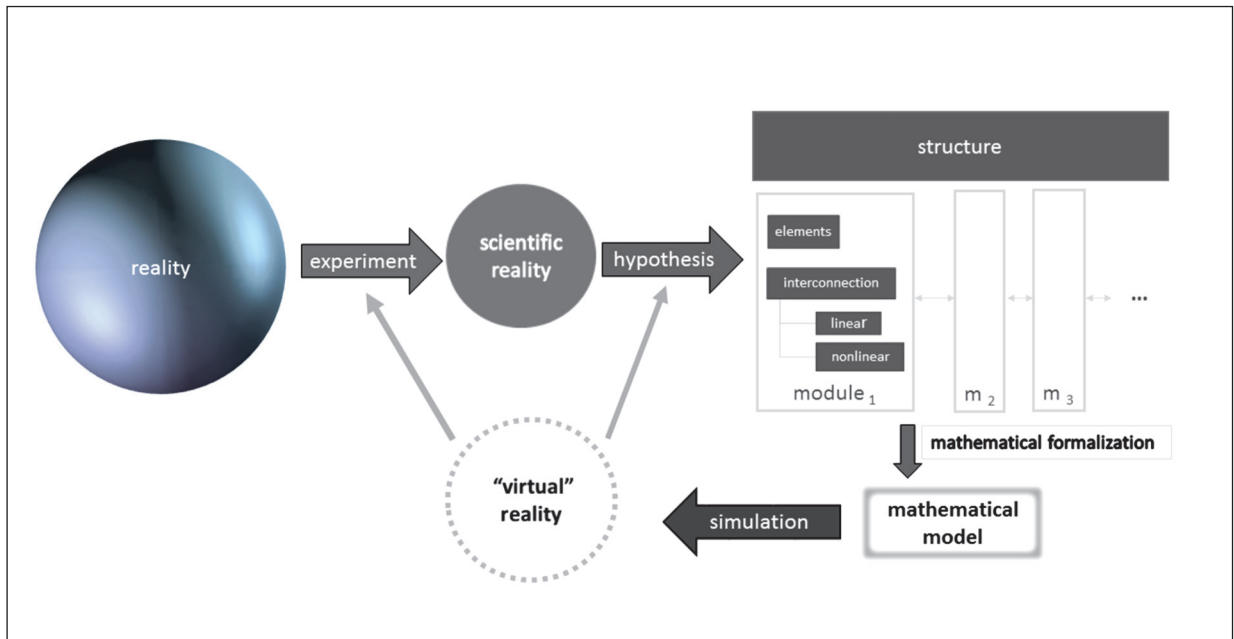 structure
reality
experiment
scientific
reality
hypothesis
elements
interconnection
linear
nonlinear
module 1
m 2
m 3
...
mathematical formalization
mathematical
model
simulation
“virtual”
reality